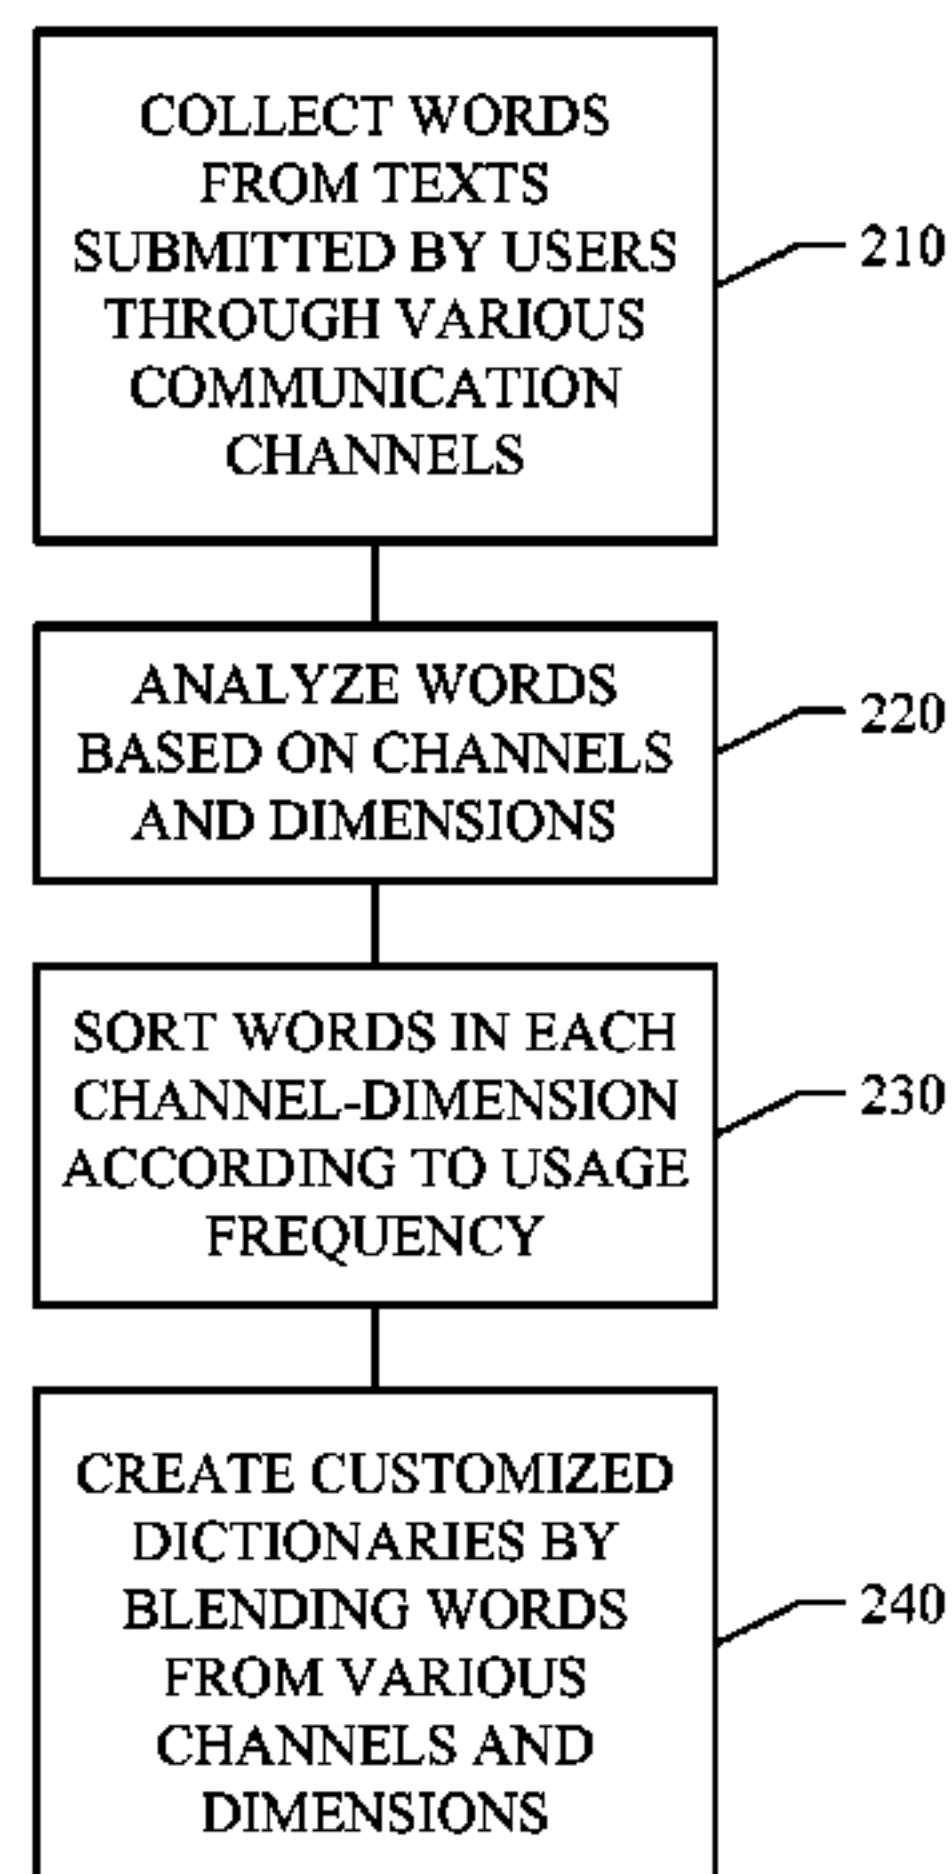 COLLECT WORDS
FROM TEXTS
SUBMITTED BY USERS
THROUGH VARIOUS
COMMUNICATION
CHANNELS
210
ANALYZE WORDS
BASED ON CHANNELS
AND DIMENSIONS
220
SORT WORDS IN EACH
CHANNEL-DIMENSION
ACCORDING TO USAGE
FREQUENCY
230
CREATE CUSTOMIZED
DICTIONARIES BY
BLENDING WORDS
FROM VARIOUS
CHANNELS AND
DIMENSIONS
240